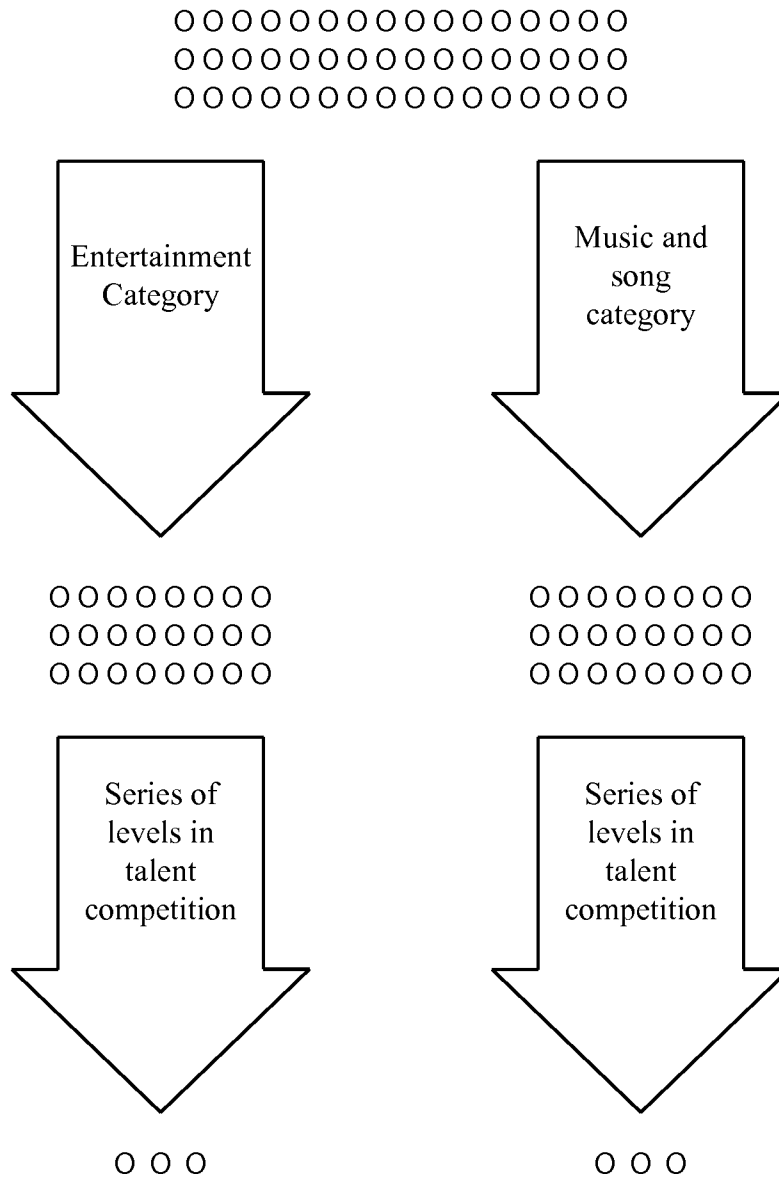 O O O O O O O O O O O O O O O O
O O O O O O O O O O O O O O O O
O O O O O O O O O O O O O O O O
Entertainment
Category
Music and
song
category
O O O O O O O O
O O O O O O O O
O O O O O O O O
O O O O O O O O
O O O O O O O O
O O O O O O O O
Series of
levels in
talent
competition
Series of
levels in
talent
competition
O O O
O O O